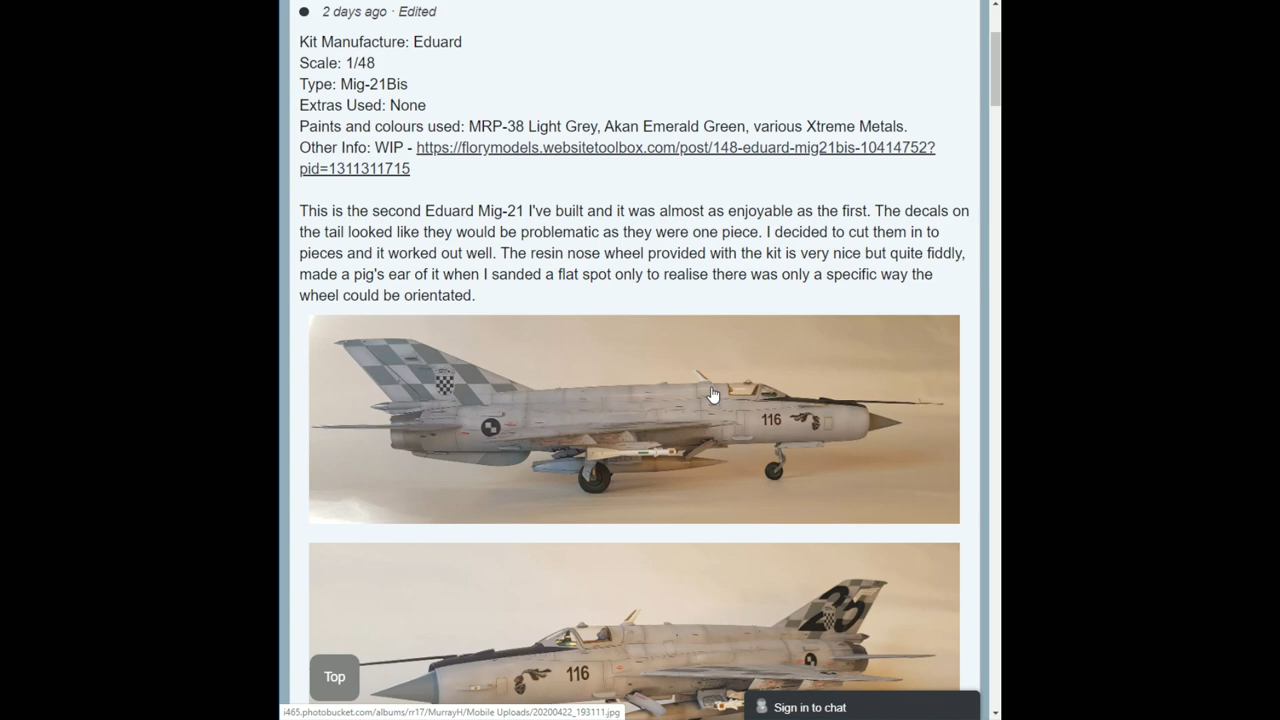 2 days ago · Edited
Kit Manufacture: Eduard
Scale: 1/48
Type: Mig-21Bis
Extras Used: None
Paints and colours used: MRP-38 Light Grey, Akan Emerald Green, various Xtreme Metals.
Other Info: WIP - https://florymodels.websitetoolbox.com/post/148-eduard-mig21bis-10414752?
pid=1311311715
This is the second Eduard Mig-21 I've built and it was almost as enjoyable as the first. The decals on
the tail looked like they would be problematic as they were one piece. I decided to cut them in to
pieces and it worked out well. The resin nose wheel provided with the kit is very nice but quite fiddly,
made a pig's ear of it when I sanded a flat spot only to realise there was only a specific way the
wheel could be orientated.
116
25
116
Top
Sign in to chat
i465.photobucket.com/albums/rr17/MurrayH/Mobile Uploads/20200422_193111.jpg